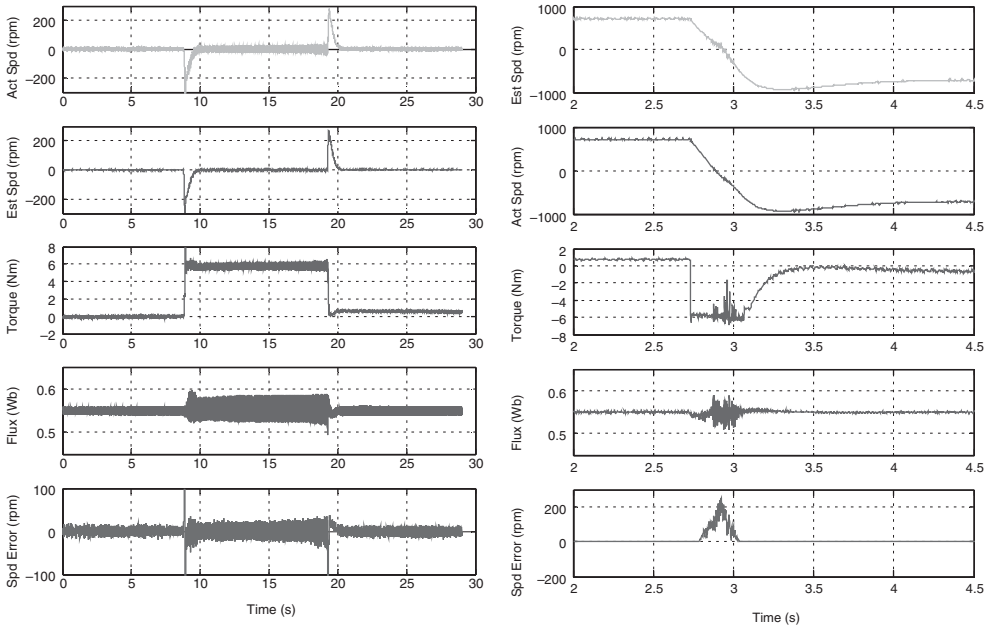 Act Spd (rpm)
200
0
−200
0 5 10 15 20 25 30
Est Spd (rpm)
200
0
−200
0 5 10 15 20 25 30
Torque (Nm)
8
6
4
2
0
−2
0 5 10 15 20 25 30
Flux (Wb)
0.6
0.5
0 5 10 15 20 25 30
Spd Error (rpm)
100
0
−100
0 5 10 15 20 25 30
Time (s)
Est Spd (rpm)
1000
0
−1000
2 2.5 3 3.5 4 4.5
Act Spd (rpm)
1000
0
−1000
2 2.5 3 3.5 4 4.5
Torque (Nm)
2
0
−2
−4
−6
−8
2 2.5 3 3.5 4 4.5
Flux (Wb)
0.6
0.5
2 2.5 3 3.5 4 4.5
Spd Error (rpm)
200
0
−200
2 2.5 3 3.5 4 4.5
Time (s)